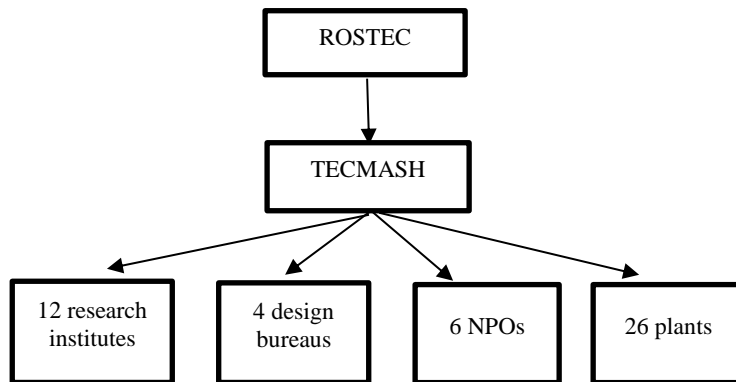 ROSTEC
TECMASH
12 research
institutes
4 design
bureaus
6 NPOs
26 plants